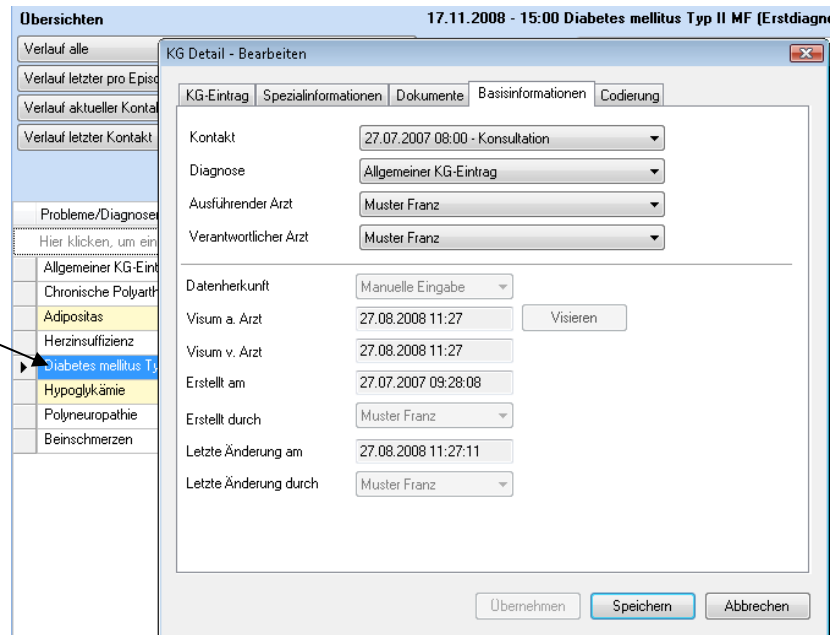 Übersichten
17.11.2008 - 15:00 Diabetes mellitus Typ II MF (Erstdiagn
Verlauf alle
Verlauf letzter pro Episo
Verlauf aktueller Kontal
Verlauf letzter Kontakt
Probleme/Diagnose
Hier klicken, um ein
Allgemeiner KG-Eint
Chronische Polyarth
Adipositas
Herzinsuffizienz
Diabetes mellitus Ty
Hypoglykämie
Polyneuropathie
Beinschmerzen
KG Detail - Bearbeiten
KG-Eintrag Spezialinformationen Dokumente Basisinformationen Codierung
Kontakt 27.07.2007 08:00 - Konsultation
Diagnose Allgemeiner KG-Eintrag
Ausführender Arzt Muster Franz
Verantwortlicher Arzt Muster Franz
Datenherkunft Manuelle Eingabe
Visum a. Arzt 27.08.2008 11:27 Visieren
Visum v. Arzt 27.08.2008 11:27
Erstellt am 27.07.2007 09:28:08
Erstellt durch Muster Franz
Letzte Änderung am 27.08.2008 11:27:11
Letzte Änderung durch Muster Franz
Übernehmen Speichern Abbrechen